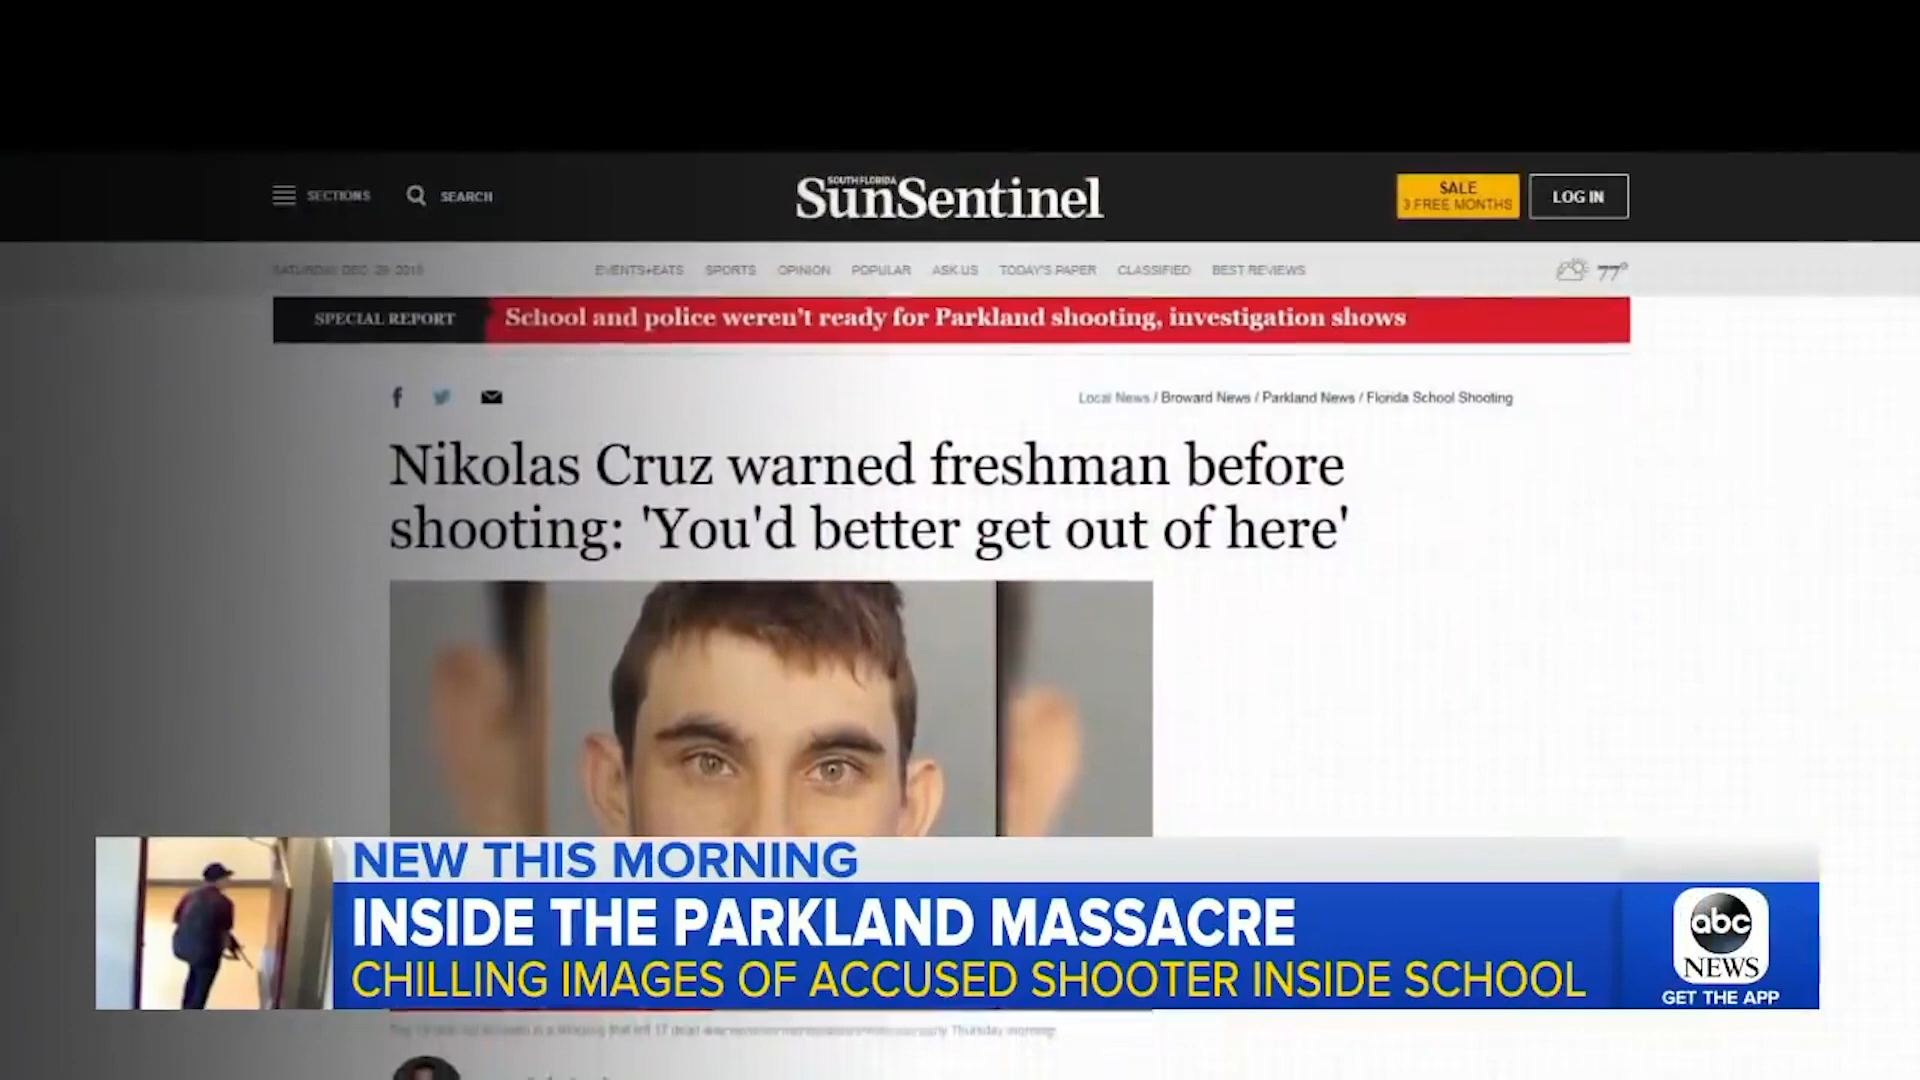 SECTIONS
SEARCH
SOUTH FLORIDA
SunSentinel
SALE
3 FREE MONTHS
LOG IN
SATURDAY DEC. 29, 2018
EVENTS+EATS SPORTS OPINION POPULAR ASK US TODAY'S PAPER CLASSIFIED BEST REVIEWS
77°
SPECIAL REPORT School and police weren't ready for Parkland shooting, investigation shows
Local News / Broward News / Parkland News / Florida School Shooting
Nikolas Cruz warned freshman before
shooting: 'You'd better get out of here'
NEW THIS MORNING
INSIDE THE PARKLAND MASSACRE
CHILLING IMAGES OF ACCUSED SHOOTER INSIDE SCHOOL
abc
NEWS
GET THE APP